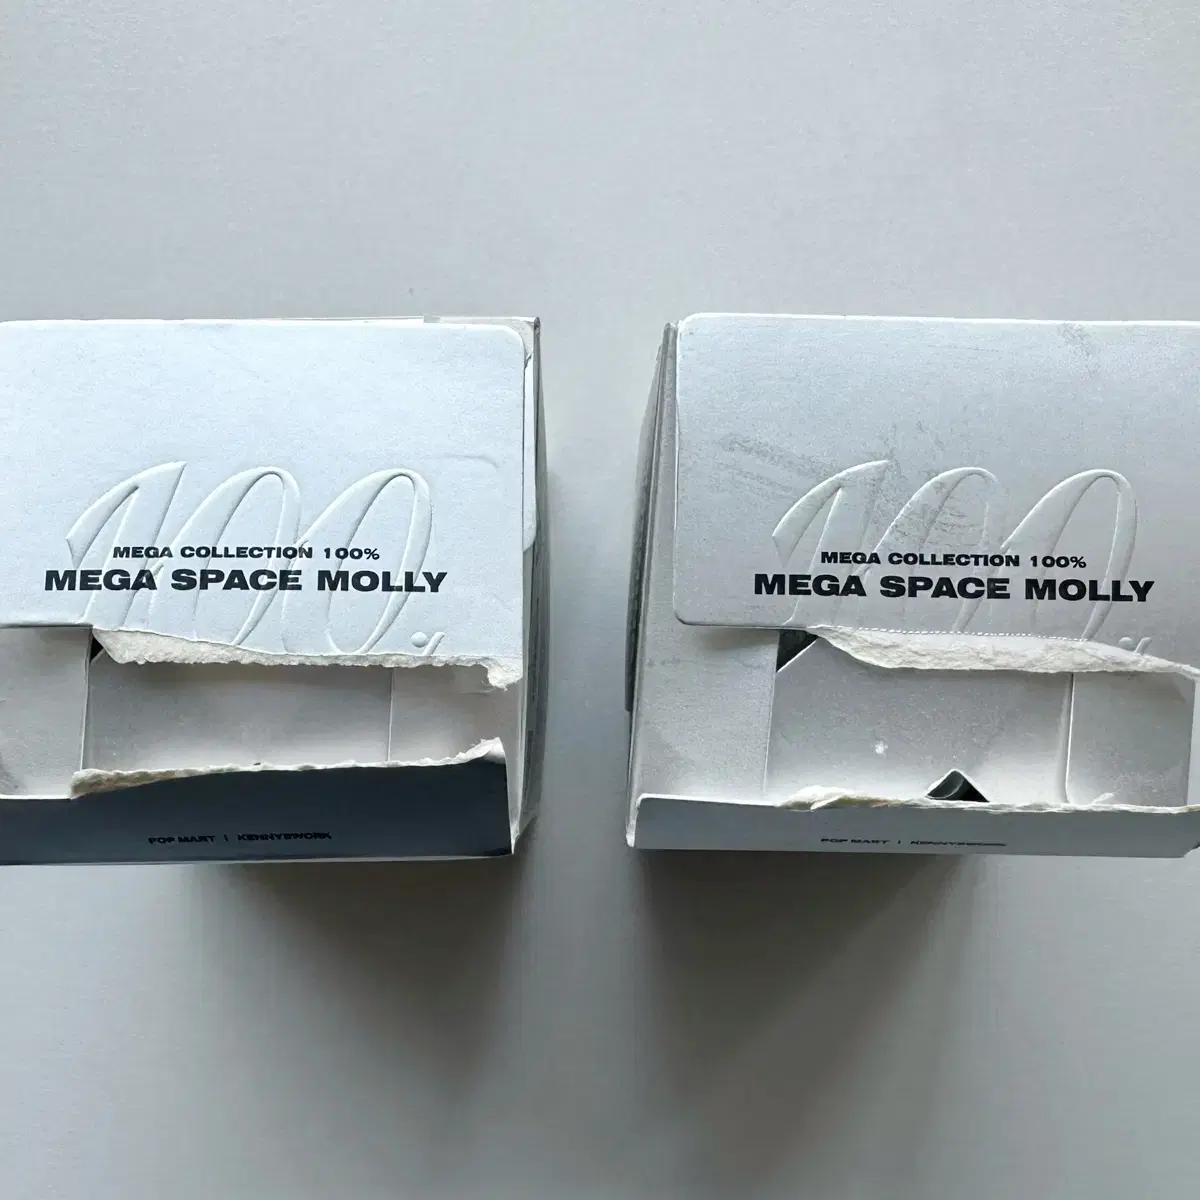 100%
MEGA COLLECTION 100%
MEGA SPACE MOLLY
POP MART | KENNYSWORK
100%
MEGA COLLECTION 100%
MEGA SPACE MOLLY
POP MART | KENNYSWORK